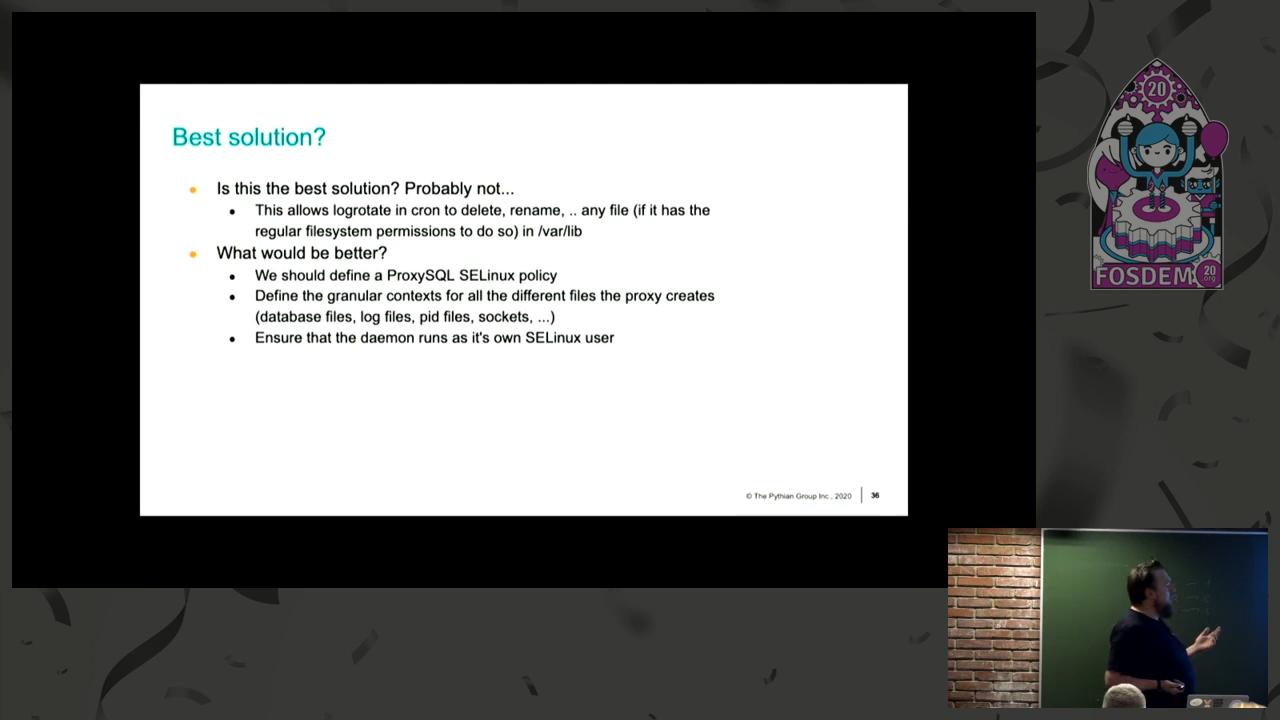 Best solution?
Is this the best solution? Probably not...
This allows logrotate in cron to delete, rename, .. any file (if it has the
regular filesystem permissions to do so) in /var/lib
What would be better?
We should define a ProxySQL SELinux policy
Define the granular contexts for all the different files the proxy creates
(database files, log files, pid files, sockets, ...)
Ensure that the daemon runs as it's own SELinux user
© The Pythian Group Inc., 2020
36
20
FOSDEM
20
.org